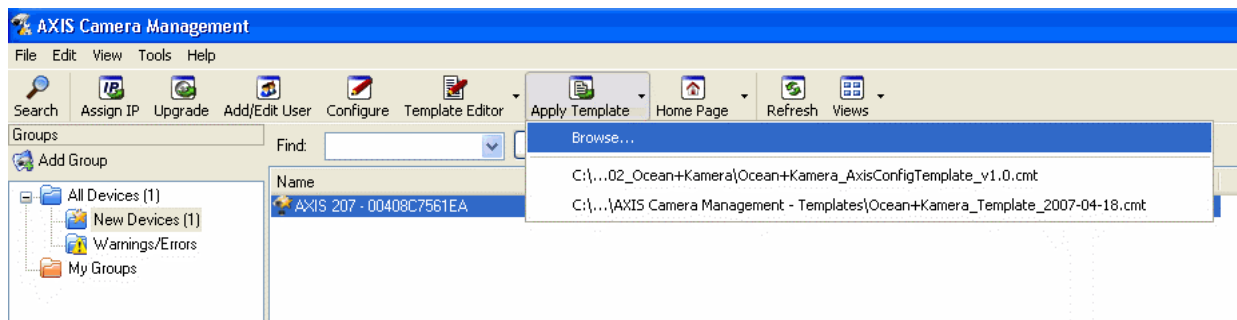 AXIS Camera Management
File Edit View Tools Help
Search Assign IP Upgrade Add/Edit User Configure Template Editor Apply Template Home Page Refresh Views
Groups
Add Group
All Devices (1)
New Devices (1)
Warnings/Errors
My Groups
Find:
Name
AXIS 207 - 00408C7561EA
Browse...
C:\...02_Ocean+Kamera\Ocean+Kamera_AxisConfigTemplate_v1.0.cmt
C:\...\AXIS Camera Management - Templates\Ocean+Kamera_Template_2007-04-18.cmt